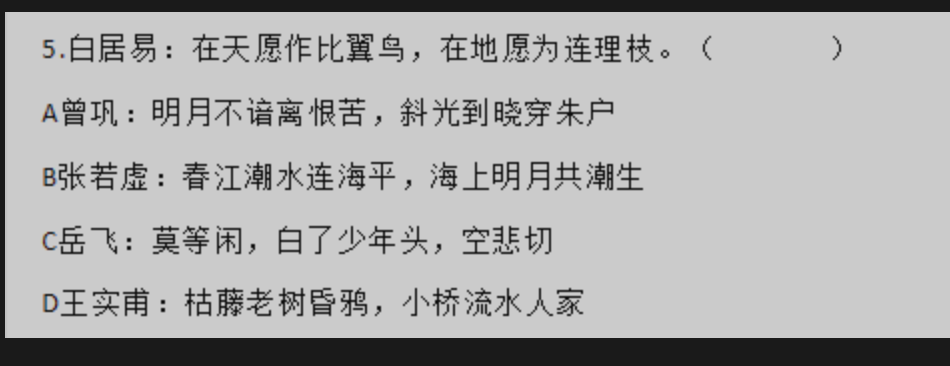 5.白居易：在天愿作比翼鸟，在地愿为连理枝。（　　　）
A曾巩：明月不谙离恨苦，斜光到晓穿朱户
B张若虚：春江潮水连海平，海上明月共潮生
C岳飞：莫等闲，白了少年头，空悲切
D王实甫：枯藤老树昏鸦，小桥流水人家